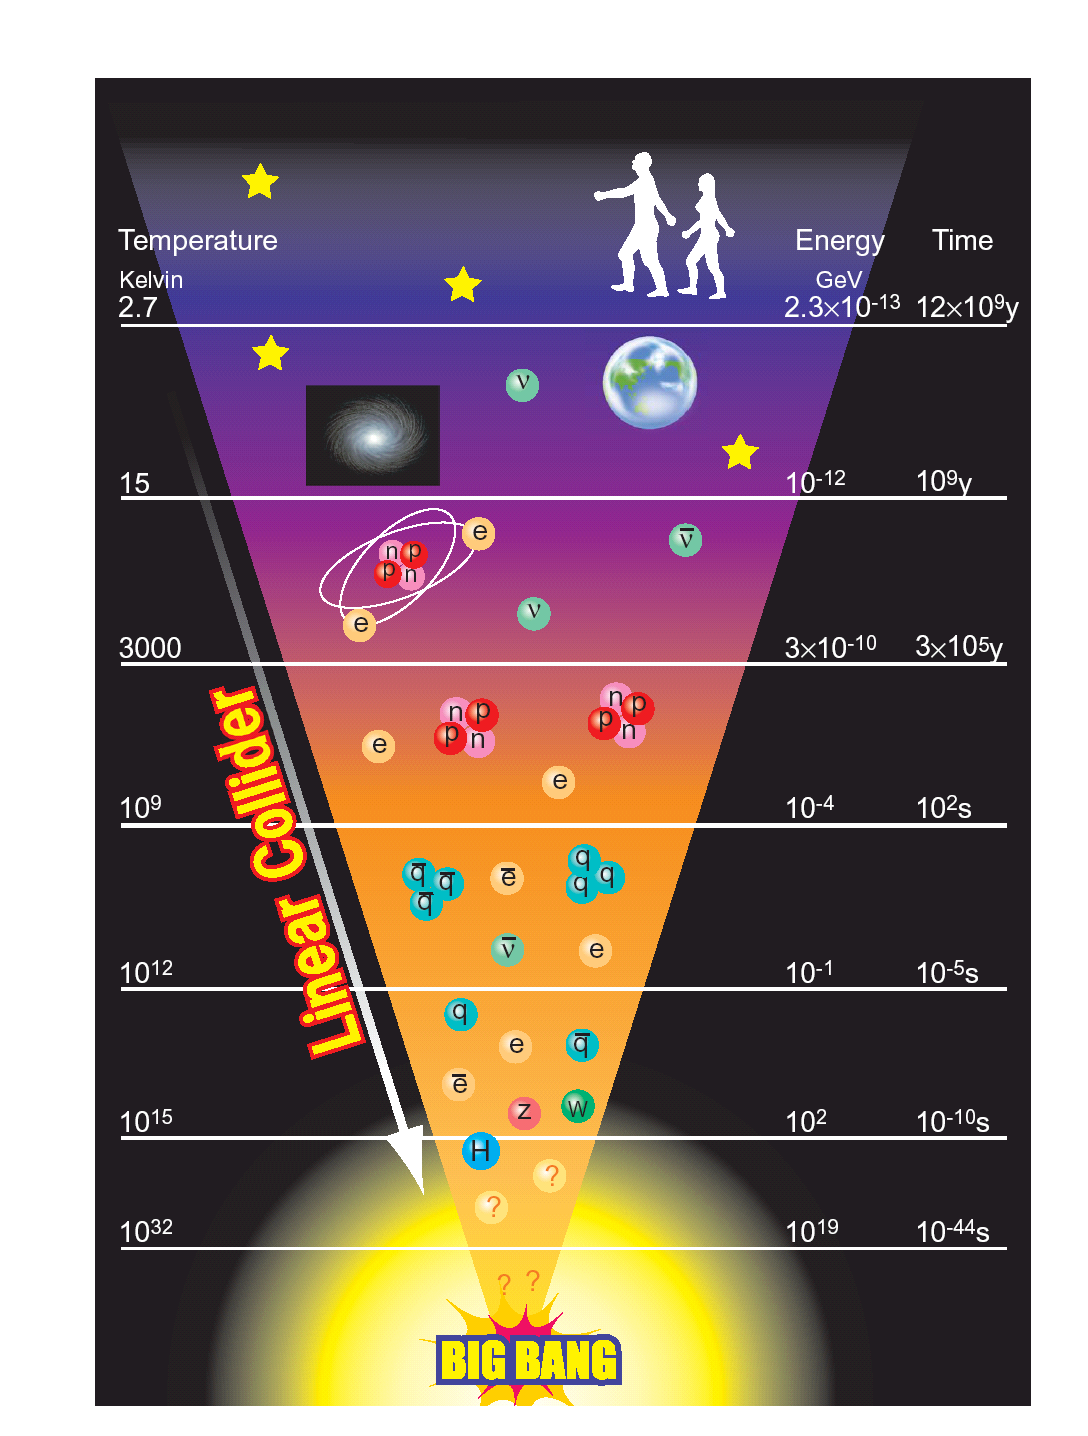 Temperature Energy Time
Kelvin GeV
2.7 2.3×10⁻¹³ 12×10⁹y
ν
15 10⁻¹² 10⁹y
e
n p
p n
ν̅
ν
e
3000 3×10⁻¹⁰ 3×10⁵y
n p
p n
n p
p n
e
e
10⁹ 10⁻⁴ 10²s
q̅ q̅ q̅
e̅
q q q
ν̅ e
10¹² 10⁻¹ 10⁻⁵s
q
e q̅
e̅
Z W
10¹⁵ 10² 10⁻¹⁰s
H
?
?
10³² 10¹⁹ 10⁻⁴⁴s
? ?
BIG BANG
Linear Collider